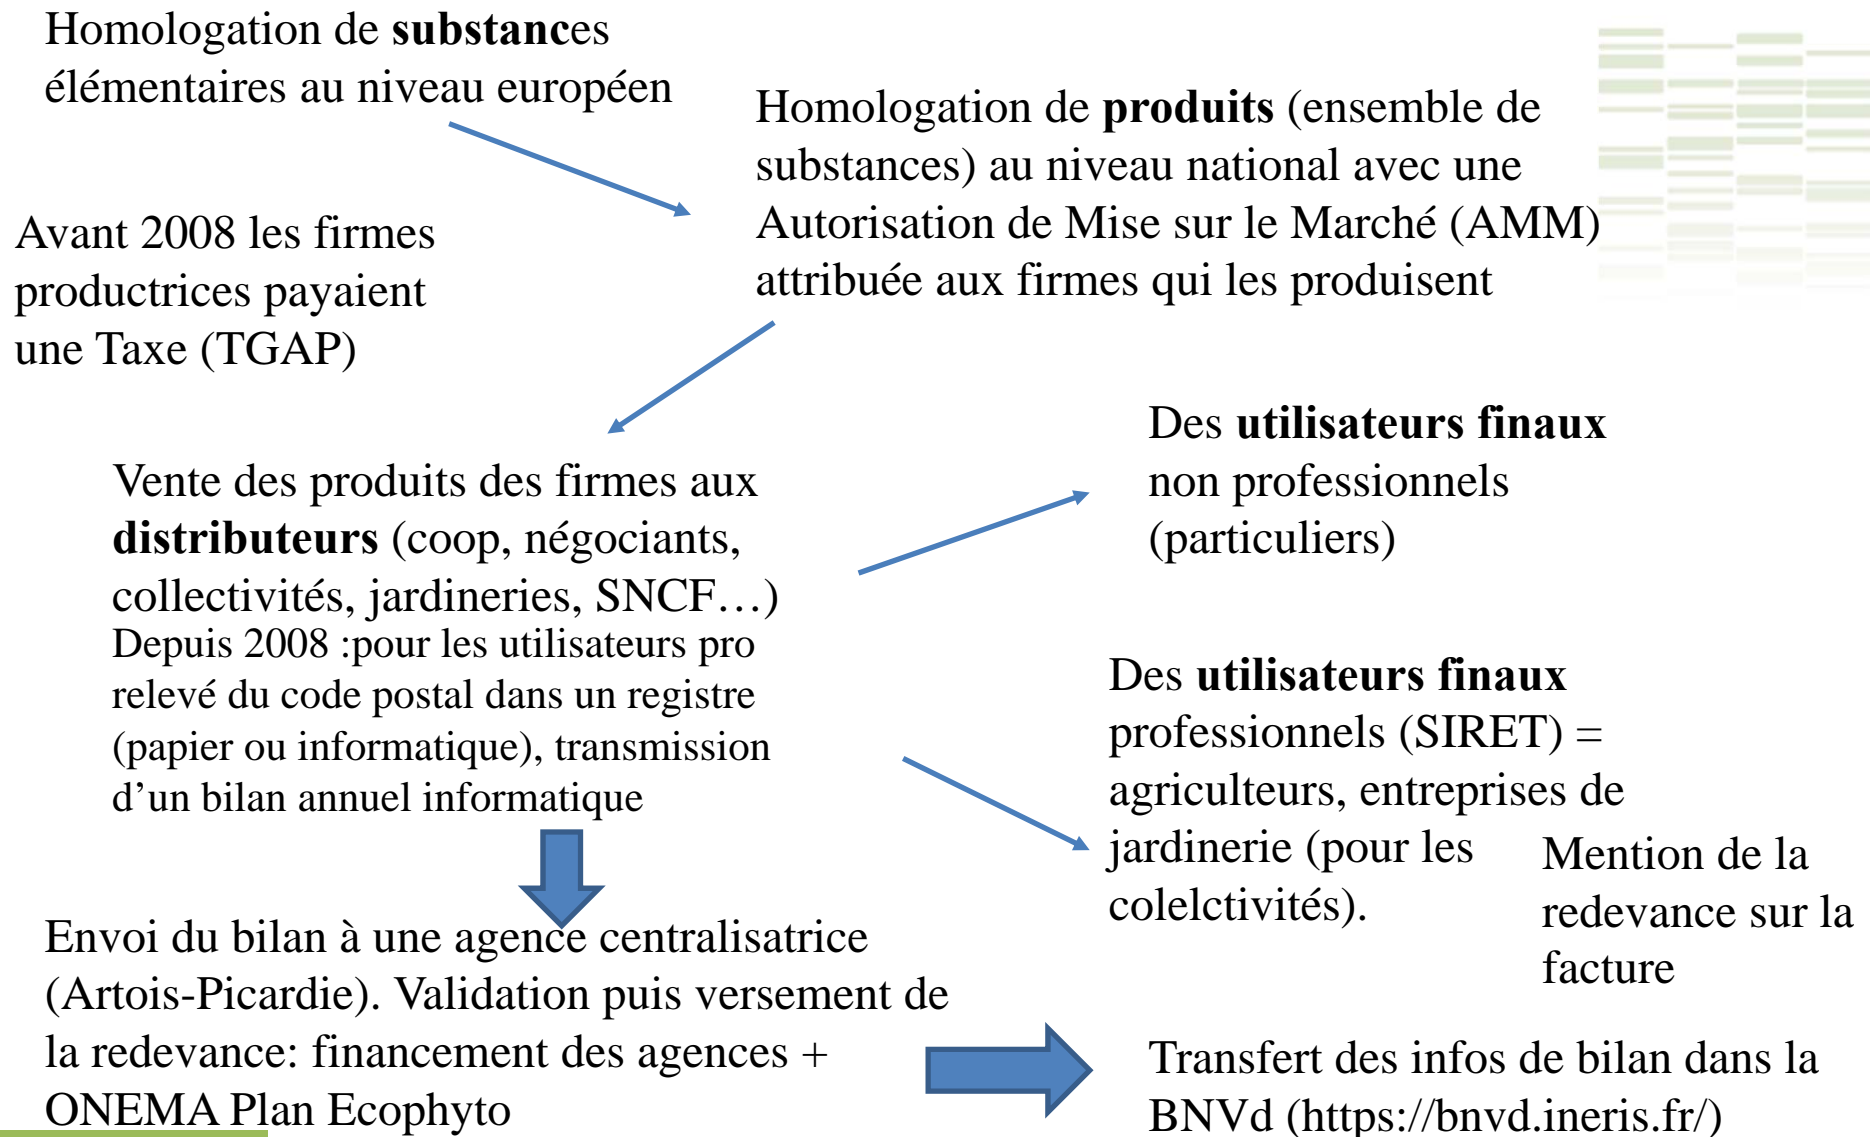 Homologation de substances
élémentaires au niveau européen
Homologation de produits (ensemble de
substances) au niveau national avec une
Autorisation de Mise sur le Marché (AMM)
attribuée aux firmes qui les produisent
Avant 2008 les firmes
productrices payaient
une Taxe (TGAP)
Vente des produits des firmes aux
distributeurs (coop, négociants,
collectivités, jardineries, SNCF…)
Depuis 2008 :pour les utilisateurs pro
relevé du code postal dans un registre
(papier ou informatique), transmission
d’un bilan annuel informatique
Des utilisateurs finaux
non professionnels
(particuliers)
Des utilisateurs finaux
professionnels (SIRET) =
agriculteurs, entreprises de
jardinerie (pour les
colelctivités).
Mention de la
redevance sur la
facture
Envoi du bilan à une agence centralisatrice
(Artois-Picardie). Validation puis versement de
la redevance: financement des agences +
ONEMA Plan Ecophyto
Transfert des infos de bilan dans la
BNVd (https://bnvd.ineris.fr/)